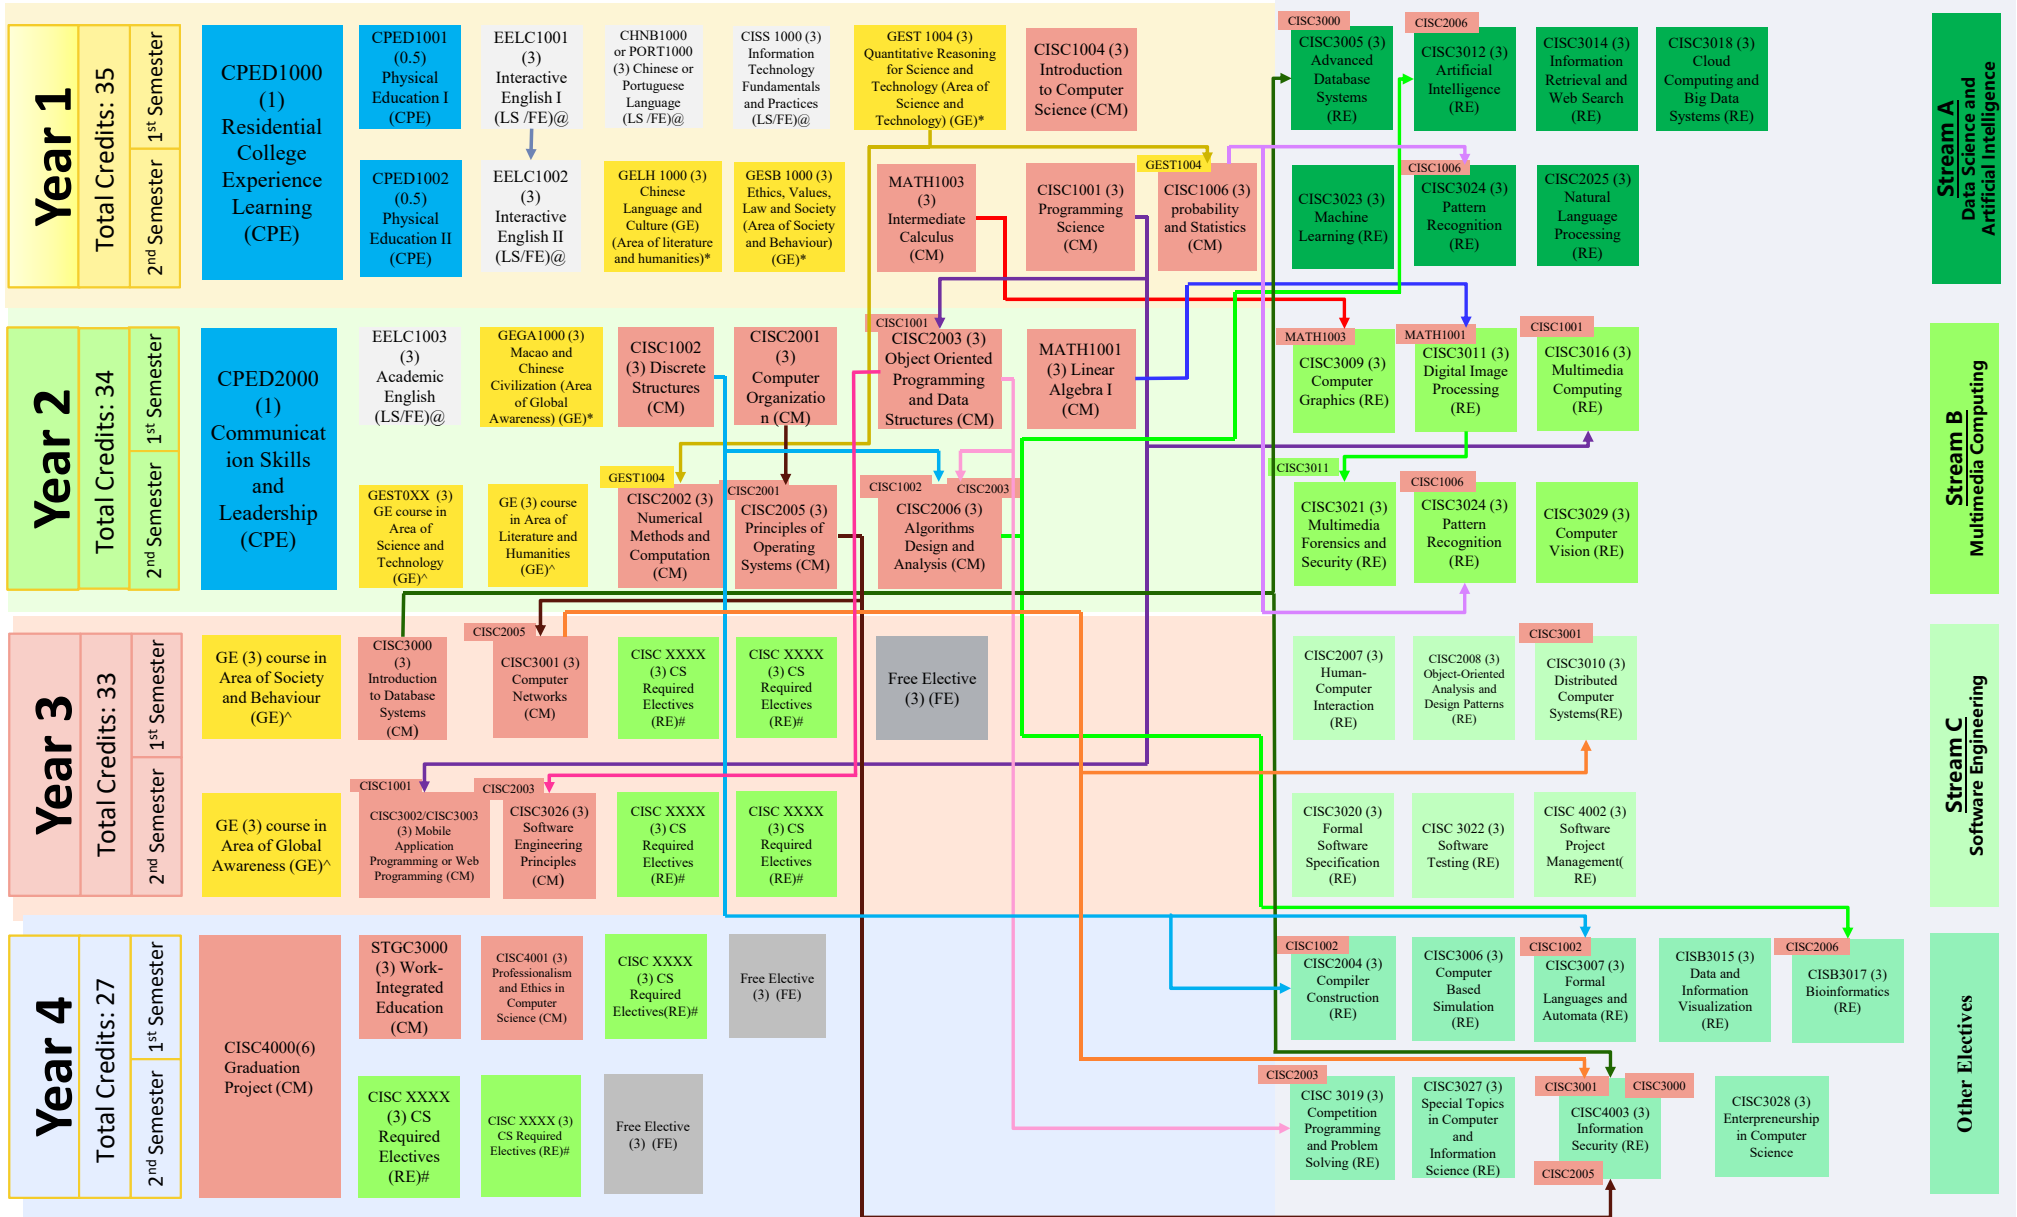 Year 1
Total Credits: 35
1st Semester
2nd Semester
CPED1000
(1)
Residential
College
Experience
Learning
(CPE)
CPED1001
(0.5)
Physical
Education I
(CPE)
EELC1001
(3)
Interactive
English I
(LS /FE)@
CHNB1000
or PORT1000
(3) Chinese or
Portuguese
Language
(LS /FE)@
CISS 1000 (3)
Information
Technology
Fundamentals
and Practices
(LS/FE)@
GEST 1004 (3)
Quantitative Reasoning
for Science and
Technology (Area of
Science and
Technology) (GE)*
CISC1004 (3)
Introduction
to Computer
Science (CM)
CPED1002
(0.5)
Physical
Education II
(CPE)
EELC1002
(3)
Interactive
English II
(LS/FE)@
GELH 1000 (3)
Chinese
Language and
Culture (GE)
(Area of literature
and humanities)*
GESB 1000 (3)
Ethics, Values,
Law and Society
(Area of Society
and Behaviour)
(GE)*
MATH1003
(3)
Intermediate
Calculus
(CM)
CISC1001 (3)
Programming
Science
(CM)
GEST1004
CISC1006 (3)
probability
and Statistics
(CM)
CISC3000
CISC3005 (3)
Advanced
Database
Systems
(RE)
CISC2006
CISC3012 (3)
Artificial
Intelligence
(RE)
CISC3014 (3)
Information
Retrieval and
Web Search
(RE)
CISC3018 (3)
Cloud
Computing and
Big Data
Systems (RE)
CISC3023 (3)
Machine
Learning (RE)
CISC1006
CISC3024 (3)
Pattern
Recognition
(RE)
CISC2025 (3)
Natural
Language
Processing
(RE)
Stream A
Data Science and
Artificial Intelligence
Year 2
Total Credits: 34
1st Semester
2nd Semester
CPED2000
(1)
Communicat
ion Skills
and
Leadership
(CPE)
EELC1003
(3)
Academic
English
(LS/FE)@
GEGA1000 (3)
Macao and
Chinese
Civilization (Area
of Global
Awareness) (GE)*
CISC1002
(3) Discrete
Structures
(CM)
CISC2001
(3)
Computer
Organizatio
n (CM)
CISC1001
CISC2003 (3)
Object Oriented
Programming
and Data
Structures (CM)
MATH1001
(3) Linear
Algebra I
(CM)
GEST0XX (3)
GE course in
Area of
Science and
Technology
(GE)^
GE (3) course
in Area of
Literature and
Humanities
(GE)^
GEST1004
CISC2002 (3)
Numerical
Methods and
Computation
(CM)
CISC2001
CISC2005 (3)
Principles of
Operating
Systems (CM)
CISC1002
CISC2003
CISC2006 (3)
Algorithms
Design and
Analysis (CM)
MATH1003
CISC3009 (3)
Computer
Graphics (RE)
MATH1001
CISC3011 (3)
Digital Image
Processing
(RE)
CISC1001
CISC3016 (3)
Multimedia
Computing
(RE)
CISC3011
CISC3021 (3)
Multimedia
Forensics and
Security (RE)
CISC1006
CISC3024 (3)
Pattern
Recognition
(RE)
CISC3029 (3)
Computer
Vision (RE)
Stream B
Multimedia Computing
Year 3
Total Credits: 33
1st Semester
2nd Semester
GE (3) course in
Area of Society
and Behaviour
(GE)^
CISC3000
(3)
Introduction
to Database
Systems
(CM)
CISC2005
CISC3001 (3)
Computer
Networks
(CM)
CISC XXXX
(3) CS
Required
Electives
(RE)#
CISC XXXX
(3) CS
Required
Electives
(RE)#
Free Elective
(3) (FE)
GE (3) course in
Area of Global
Awareness (GE)^
CISC1001
CISC3002/CISC3003
(3) Mobile
Application
Programming or Web
Programming (CM)
CISC2003
CISC3026 (3)
Software
Engineering
Principles
(CM)
CISC XXXX
(3) CS
Required
Electives
(RE)#
CISC XXXX
(3) CS
Required
Electives
(RE)#
CISC2007 (3)
Human-
Computer
Interaction
(RE)
CISC2008 (3)
Object-Oriented
Analysis and
Design Patterns
(RE)
CISC3001
CISC3010 (3)
Distributed
Computer
Systems(RE)
CISC3020 (3)
Formal
Software
Specification
(RE)
CISC 3022 (3)
Software
Testing (RE)
CISC 4002 (3)
Software
Project
Management(
RE)
Stream C
Software Engineering
Year 4
Total Credits: 27
1st Semester
2nd Semester
CISC4000(6)
Graduation
Project (CM)
STGC3000
(3) Work-
Integrated
Education
(CM)
CISC4001 (3)
Professionalism
and Ethics in
Computer
Science (CM)
CISC XXXX
(3) CS
Required
Electives(RE)#
Free Elective
(3) (FE)
CISC XXXX
(3) CS
Required
Electives
(RE)#
CISC XXXX (3)
CS Required
Electives (RE)#
Free Elective
(3) (FE)
CISC1002
CISC2004 (3)
Compiler
Construction
(RE)
CISC3006 (3)
Computer
Based
Simulation
(RE)
CISC1002
CISC3007 (3)
Formal
Languages and
Automata (RE)
CISB3015 (3)
Data and
Information
Visualization
(RE)
CISC2006
CISB3017 (3)
Bioinformatics
(RE)
CISC2003
CISC 3019 (3)
Competition
Programming
and Problem
Solving (RE)
CISC3027 (3)
Special Topics
in Computer
and
Information
Science (RE)
CISC3001
CISC3000
CISC4003 (3)
Information
Security (RE)
CISC2005
CISC3028 (3)
Enterpreneurship
in Computer
Science
Other Electives